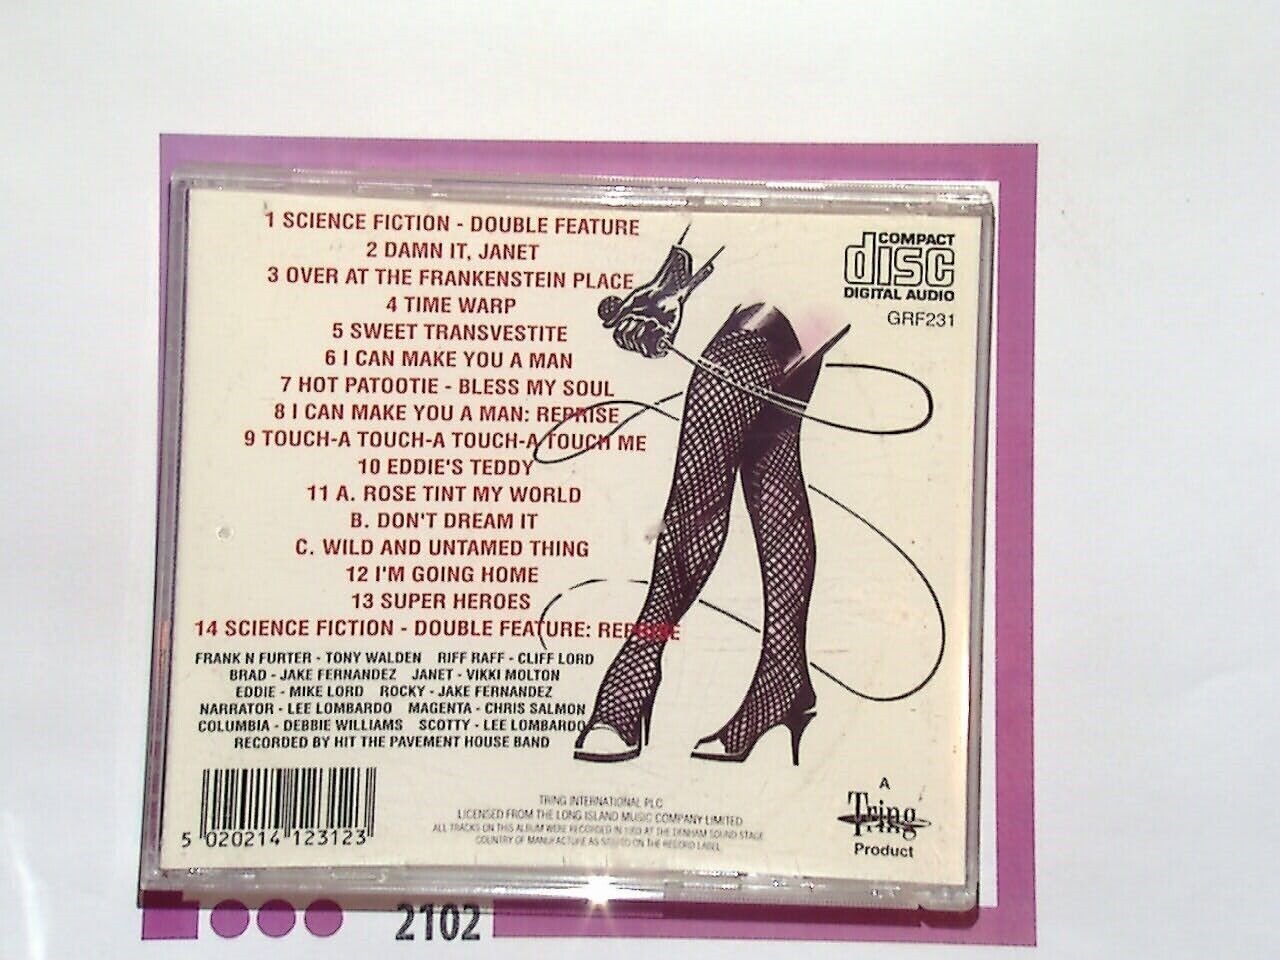 1 SCIENCE FICTION - DOUBLE FEATURE
2 DAMN IT, JANET
3 OVER AT THE FRANKENSTEIN PLACE
4 TIME WARP
5 SWEET TRANSVESTITE
6 I CAN MAKE YOU A MAN
7 HOT PATOOTIE - BLESS MY SOUL
8 I CAN MAKE YOU A MAN: REPRISE
9 TOUCH-A TOUCH-A TOUCH-A TOUCH ME
10 EDDIE'S TEDDY
11 A. ROSE TINT MY WORLD
B. DON'T DREAM IT
C. WILD AND UNTAMED THING
12 I'M GOING HOME
13 SUPER HEROES
14 SCIENCE FICTION - DOUBLE FEATURE: REPRISE
FRANK N FURTER - TONY WALDEN RIFF RAFF - CLIFF LORD
BRAD - JAKE FERNANDEZ JANET - VIKKI MOLTON
EDDIE - MIKE LORD ROCKY - JAKE FERNANDEZ
NARRATOR - LEE LOMBARDO MAGENTA - CHRIS SALMON
COLUMBIA - DEBBIE WILLIAMS SCOTTY - LEE LOMBARDO
RECORDED BY HIT THE PAVEMENT HOUSE BAND
COMPACT
disc
DIGITAL AUDIO
GRF231
5 020214 123123
TRING INTERNATIONAL PLC
LICENSED FROM THE LONG ISLAND MUSIC COMPANY LIMITED
ALL TRACKS ON THIS ALBUM WERE RECORDED IN AT THE DENHAM SOUND STAGE
COUNTRY OF MANUFACTURE AS STATED ON THE RECORD LABEL
A
Tring
Product
2102